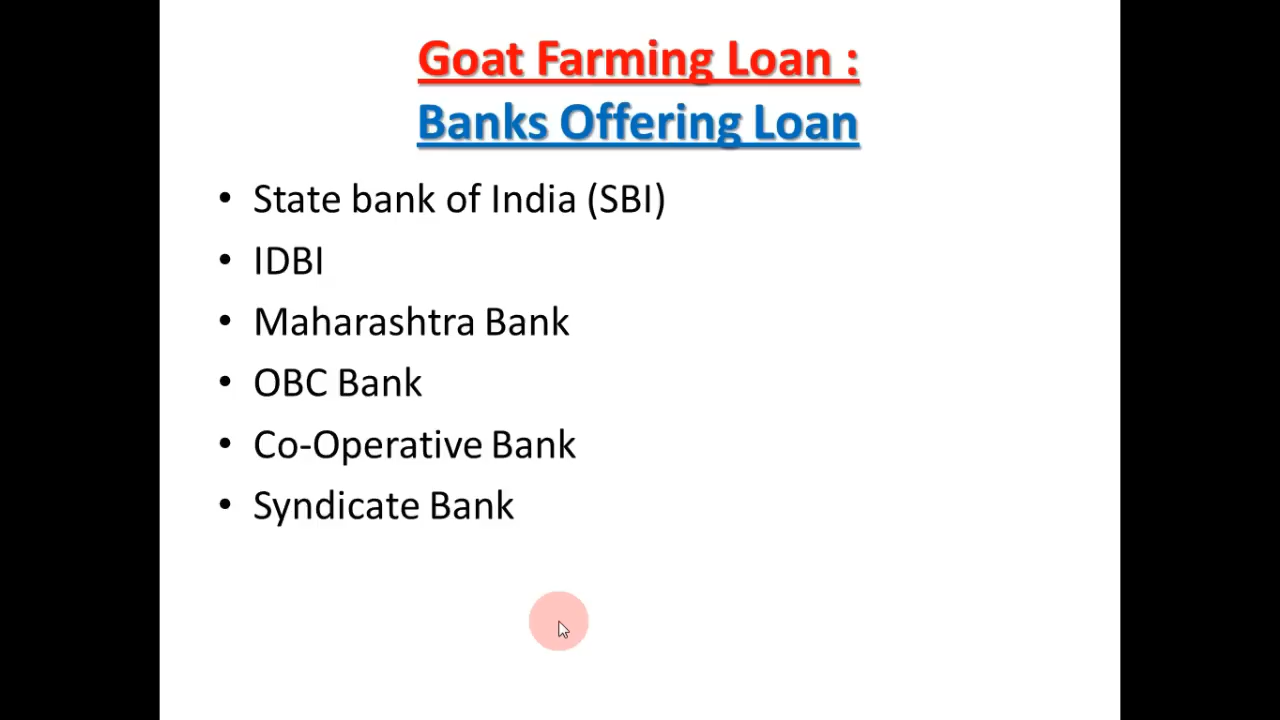 Goat Farming Loan :
Banks Offering Loan
• State bank of India (SBI)
• IDBI
• Maharashtra Bank
• OBC Bank
• Co-Operative Bank
• Syndicate Bank